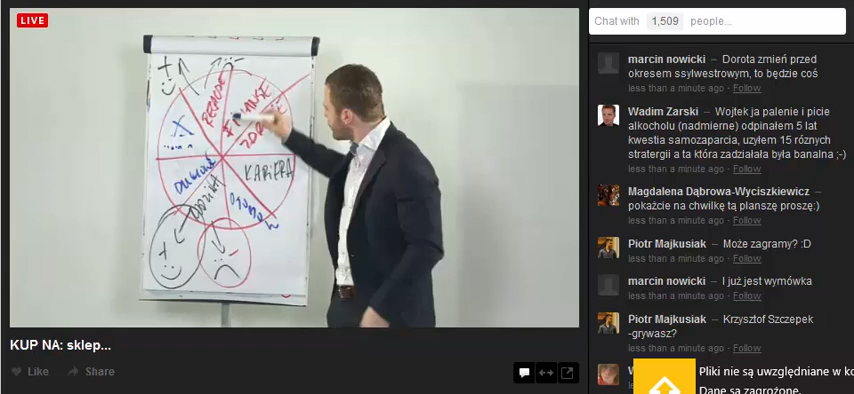 LIVE
FINANSE
KARIERA
KUP NA: sklep...
Like
Share
Chat with 1,509 people...
marcin nowicki – Dorota zmień przed
okresem ssylwestrowym, to będzie coś
less than a minute ago · Follow
Wadim Zarski – Wojtek ja palenie i picie
alkocholu (nadmierne) odpinałem 5 lat
kwestia samozaparcia, uzyłem 15 róznych
stratergii a ta która zadziałała była banalna ;-)
less than a minute ago · Follow
Magdalena Dąbrowa-Wyciszkiewicz –
pokażcie na chwilkę tą planszę proszę:)
less than a minute ago · Follow
Piotr Majkusiak – Może zagramy? :D
less than a minute ago · Follow
marcin nowicki – I już jest wymówka
less than a minute ago · Follow
Piotr Majkusiak – Krzysztof Szczepek
-grywasz?
less than a minute ago · Follow
Pliki nie są uwzględniane w ko
Dane są zagrożone.